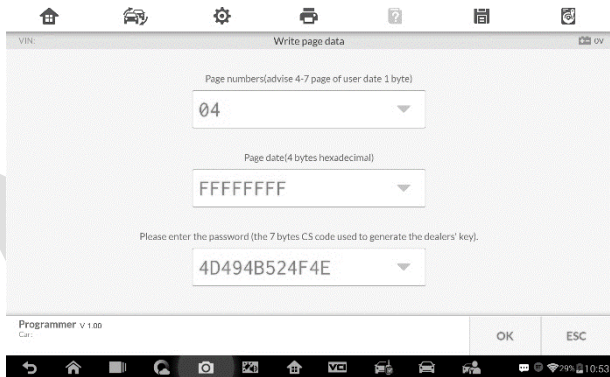 VIN:
Write page data
0V
Page numbers(advise 4-7 page of user date 1 byte)
04
Page date(4 bytes hexadecimal)
FFFFFFFF
Please enter the password (the 7 bytes CS code used to generate the dealers' key).
4D494B524F4E
Programmer V 1.00
Car:
OK
ESC
VCI
29% 10:53